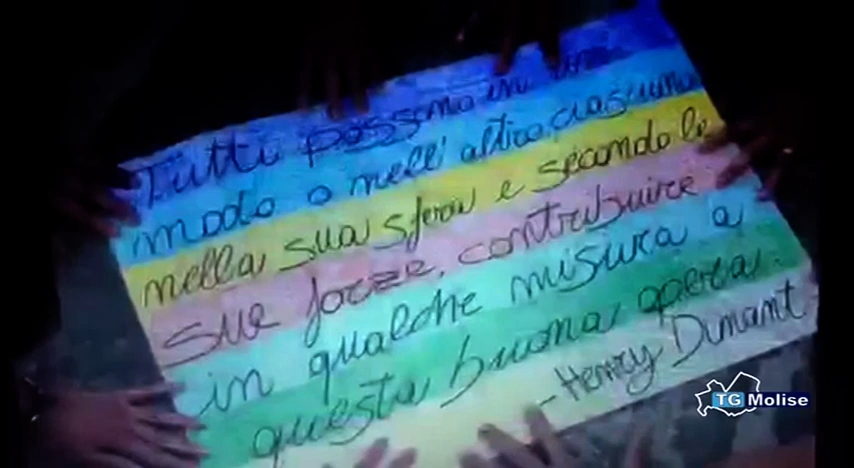 Tutti possono in un
modo o nell' altro, ciascuno
nella sua sfera e secondo le
sue forze, contribuire
in qualche misura a
questa buona opera.
-Henry Dunant
TG Molise